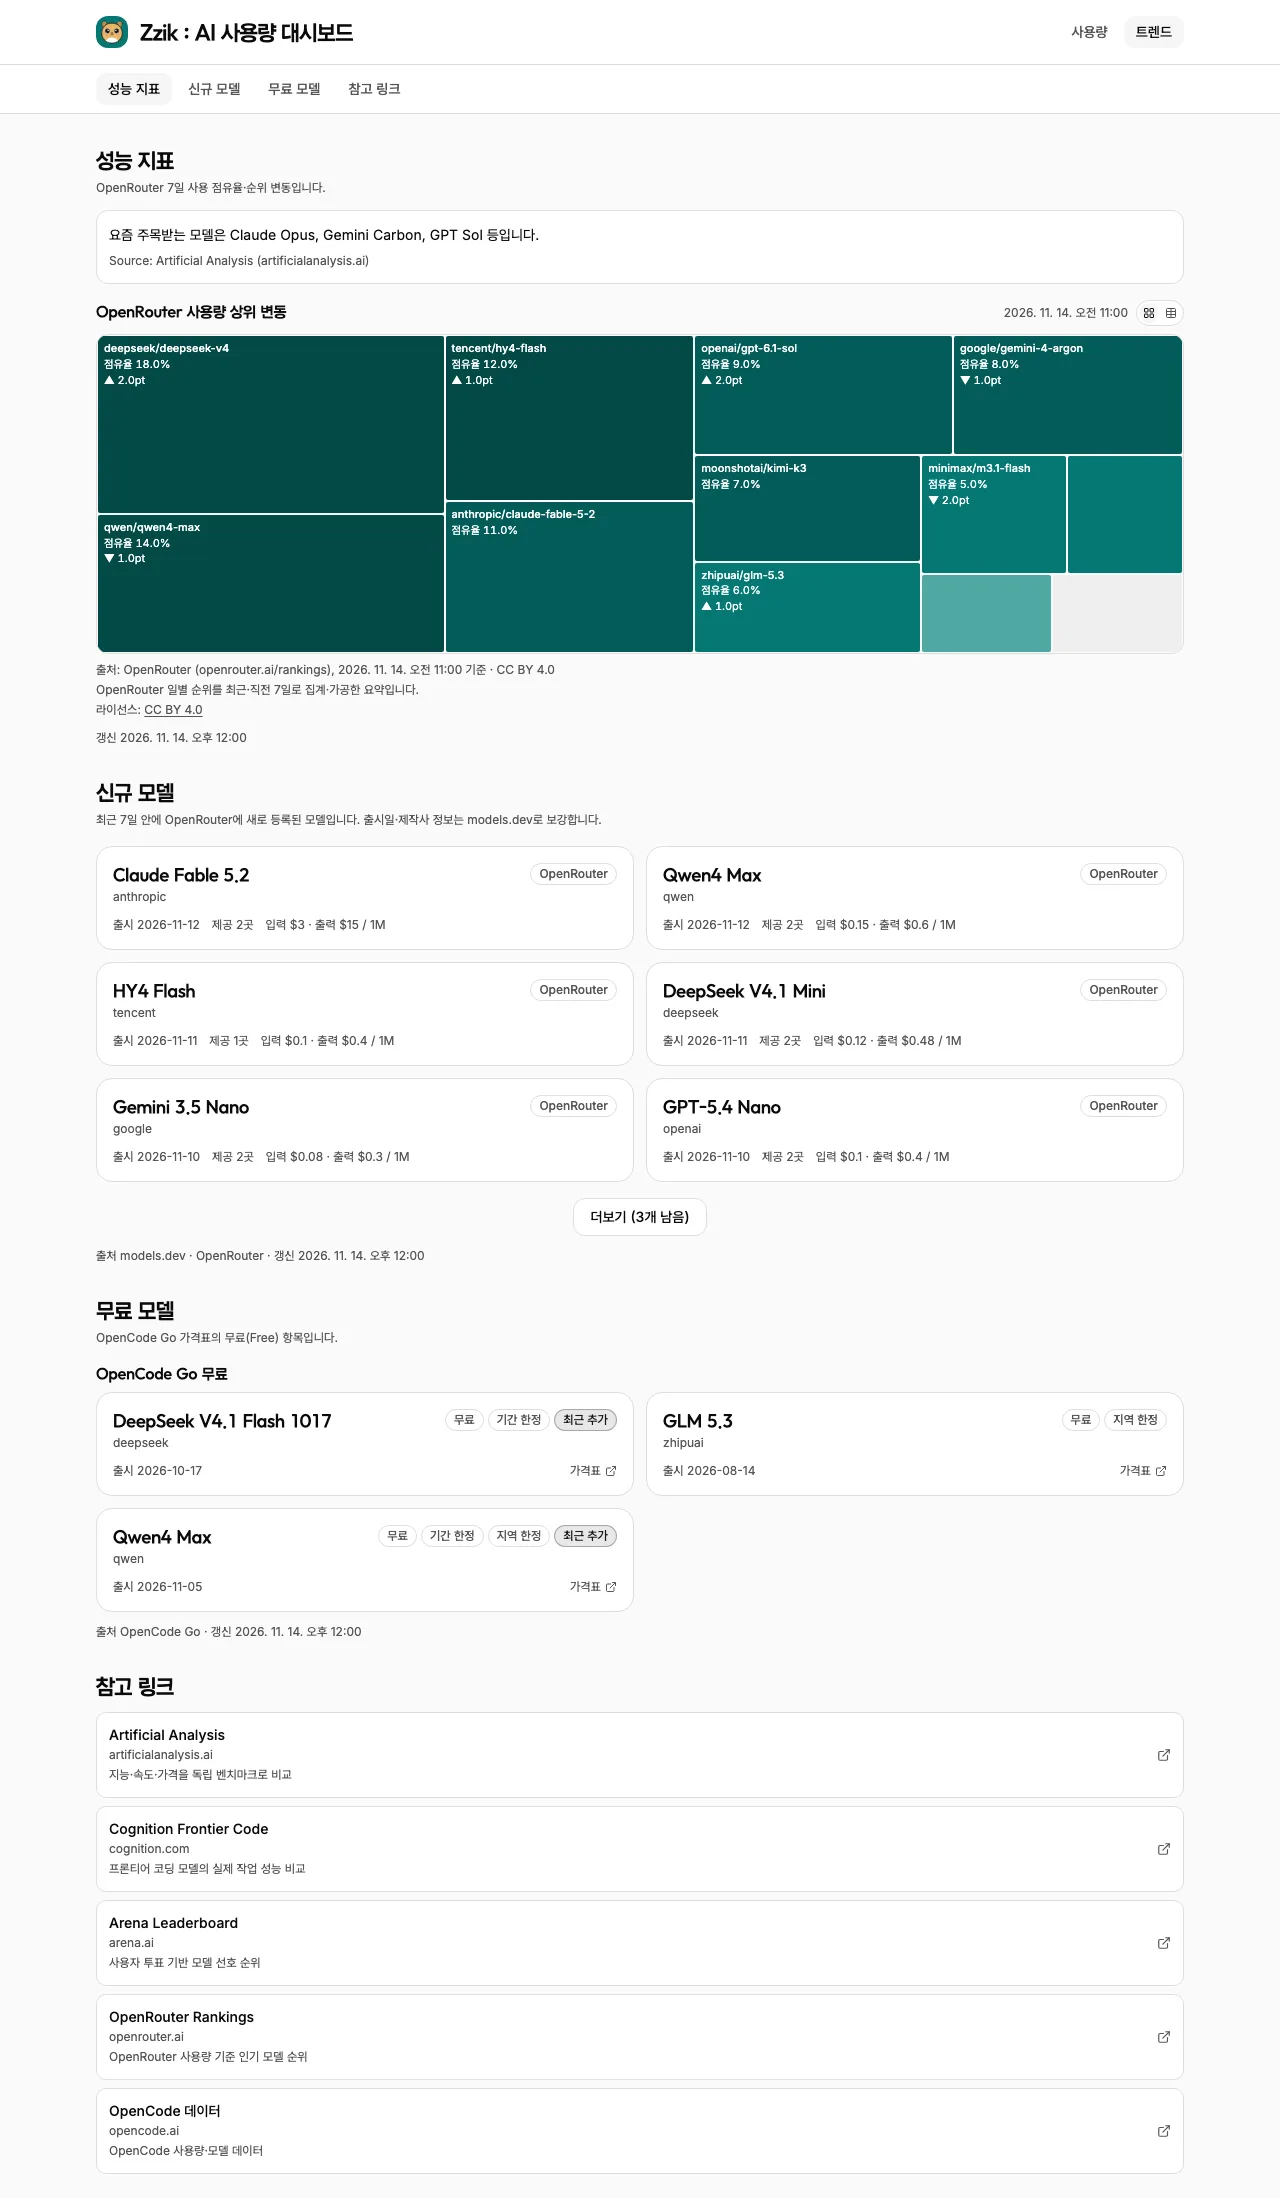 Zzik : AI 사용량 대시보드
사용량
트렌드
성능 지표
신규 모델
무료 모델
참고 링크
성능 지표
OpenRouter 7일 사용 점유율·순위 변동입니다.
요즘 주목받는 모델은 Claude Opus, Gemini Carbon, GPT Sol 등입니다.
Source: Artificial Analysis (artificialanalysis.ai)
OpenRouter 사용량 상위 변동
2026. 11. 14. 오전 11:00
deepseek/deepseek-v4
점유율 18.0%
▲ 2.0pt
qwen/qwen4-max
점유율 14.0%
▼ 1.0pt
tencent/hy4-flash
점유율 12.0%
▲ 1.0pt
anthropic/claude-fable-5-2
점유율 11.0%
openai/gpt-6.1-sol
점유율 9.0%
▲ 2.0pt
google/gemini-4-argon
점유율 8.0%
▼ 1.0pt
moonshotai/kimi-k3
점유율 7.0%
zhipuai/glm-5.3
점유율 6.0%
▲ 1.0pt
minimax/m3.1-flash
점유율 5.0%
▼ 2.0pt
출처: OpenRouter (openrouter.ai/rankings), 2026. 11. 14. 오전 11:00 기준 · CC BY 4.0
OpenRouter 일별 순위를 최근·직전 7일로 집계·가공한 요약입니다.
라이선스: CC BY 4.0
갱신 2026. 11. 14. 오후 12:00
신규 모델
최근 7일 안에 OpenRouter에 새로 등록된 모델입니다. 출시일·제작사 정보는 models.dev로 보강합니다.
Claude Fable 5.2
OpenRouter
anthropic
출시 2026-11-12 제공 2곳 입력 $3 · 출력 $15 / 1M
Qwen4 Max
OpenRouter
qwen
출시 2026-11-12 제공 2곳 입력 $0.15 · 출력 $0.6 / 1M
HY4 Flash
OpenRouter
tencent
출시 2026-11-11 제공 1곳 입력 $0.1 · 출력 $0.4 / 1M
DeepSeek V4.1 Mini
OpenRouter
deepseek
출시 2026-11-11 제공 2곳 입력 $0.12 · 출력 $0.48 / 1M
Gemini 3.5 Nano
OpenRouter
google
출시 2026-11-10 제공 2곳 입력 $0.08 · 출력 $0.3 / 1M
GPT-5.4 Nano
OpenRouter
openai
출시 2026-11-10 제공 2곳 입력 $0.1 · 출력 $0.4 / 1M
더보기 (3개 남음)
출처 models.dev · OpenRouter · 갱신 2026. 11. 14. 오후 12:00
무료 모델
OpenCode Go 가격표의 무료(Free) 항목입니다.
OpenCode Go 무료
DeepSeek V4.1 Flash 1017
무료
기간 한정
최근 추가
deepseek
출시 2026-10-17
가격표
GLM 5.3
무료
지역 한정
zhipuai
출시 2026-08-14
가격표
Qwen4 Max
무료
기간 한정
지역 한정
최근 추가
qwen
출시 2026-11-05
가격표
출처 OpenCode Go · 갱신 2026. 11. 14. 오후 12:00
참고 링크
Artificial Analysis
artificialanalysis.ai
지능·속도·가격을 독립 벤치마크로 비교
Cognition Frontier Code
cognition.com
프론티어 코딩 모델의 실제 작업 성능 비교
Arena Leaderboard
arena.ai
사용자 투표 기반 모델 선호 순위
OpenRouter Rankings
openrouter.ai
OpenRouter 사용량 기준 인기 모델 순위
OpenCode 데이터
opencode.ai
OpenCode 사용량·모델 데이터